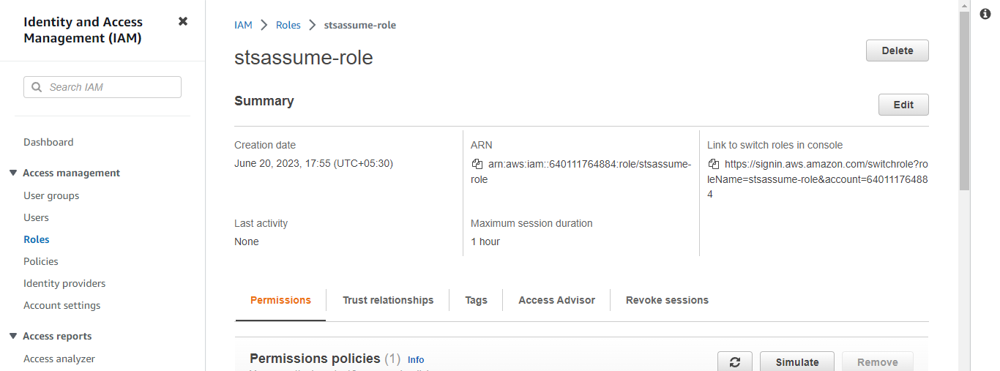 Identity and Access
Management (IAM)
Search IAM
Dashboard
Access management
User groups
Users
Roles
Policies
Identity providers
Account settings
Access reports
Access analyzer
IAM > Roles > stsassume-role
stsassume-role
Delete
Summary
Edit
Creation date
June 20, 2023, 17:55 (UTC+05:30)
ARN
arn:aws:iam::640111764884:role/stsassume-
role
Link to switch roles in console
https://signin.aws.amazon.com/switchrole?ro
leName=stsassume-role&account=64011176488
4
Last activity
None
Maximum session duration
1 hour
Permissions
Trust relationships
Tags
Access Advisor
Revoke sessions
Permissions policies (1) Info
Simulate
Remove